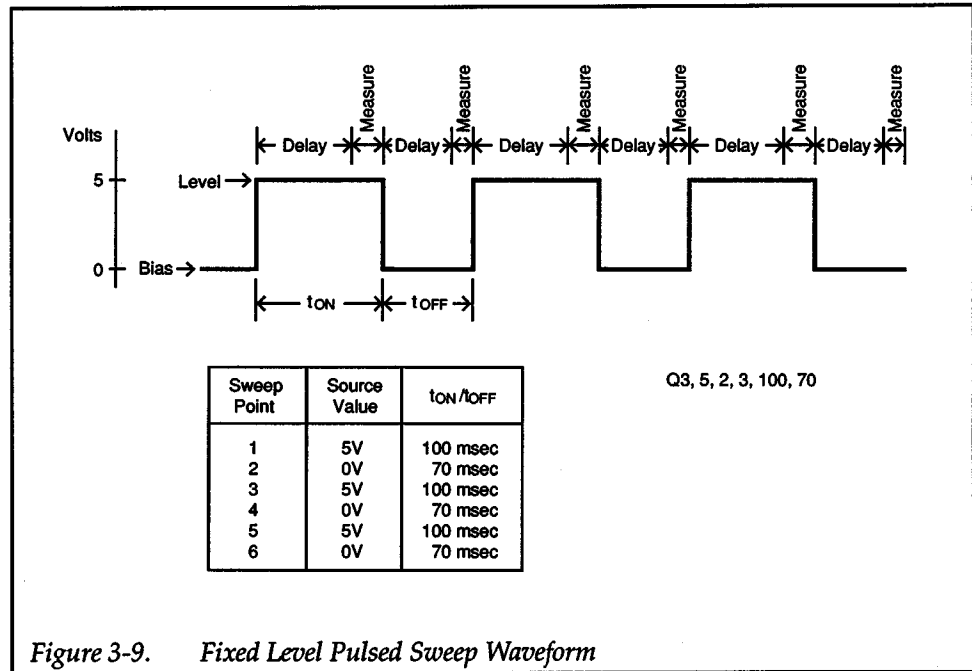 Measure Measure Measure Measure Measure Measure
Volts
Delay Delay Delay Delay Delay Delay
5 Level
0 Bias
tON tOFF
Q3, 5, 2, 3, 100, 70
Sweep Point Source Value tON/tOFF
1 5V 100 msec
2 0V 70 msec
3 5V 100 msec
4 0V 70 msec
5 5V 100 msec
6 0V 70 msec
Figure 3-9. Fixed Level Pulsed Sweep Waveform